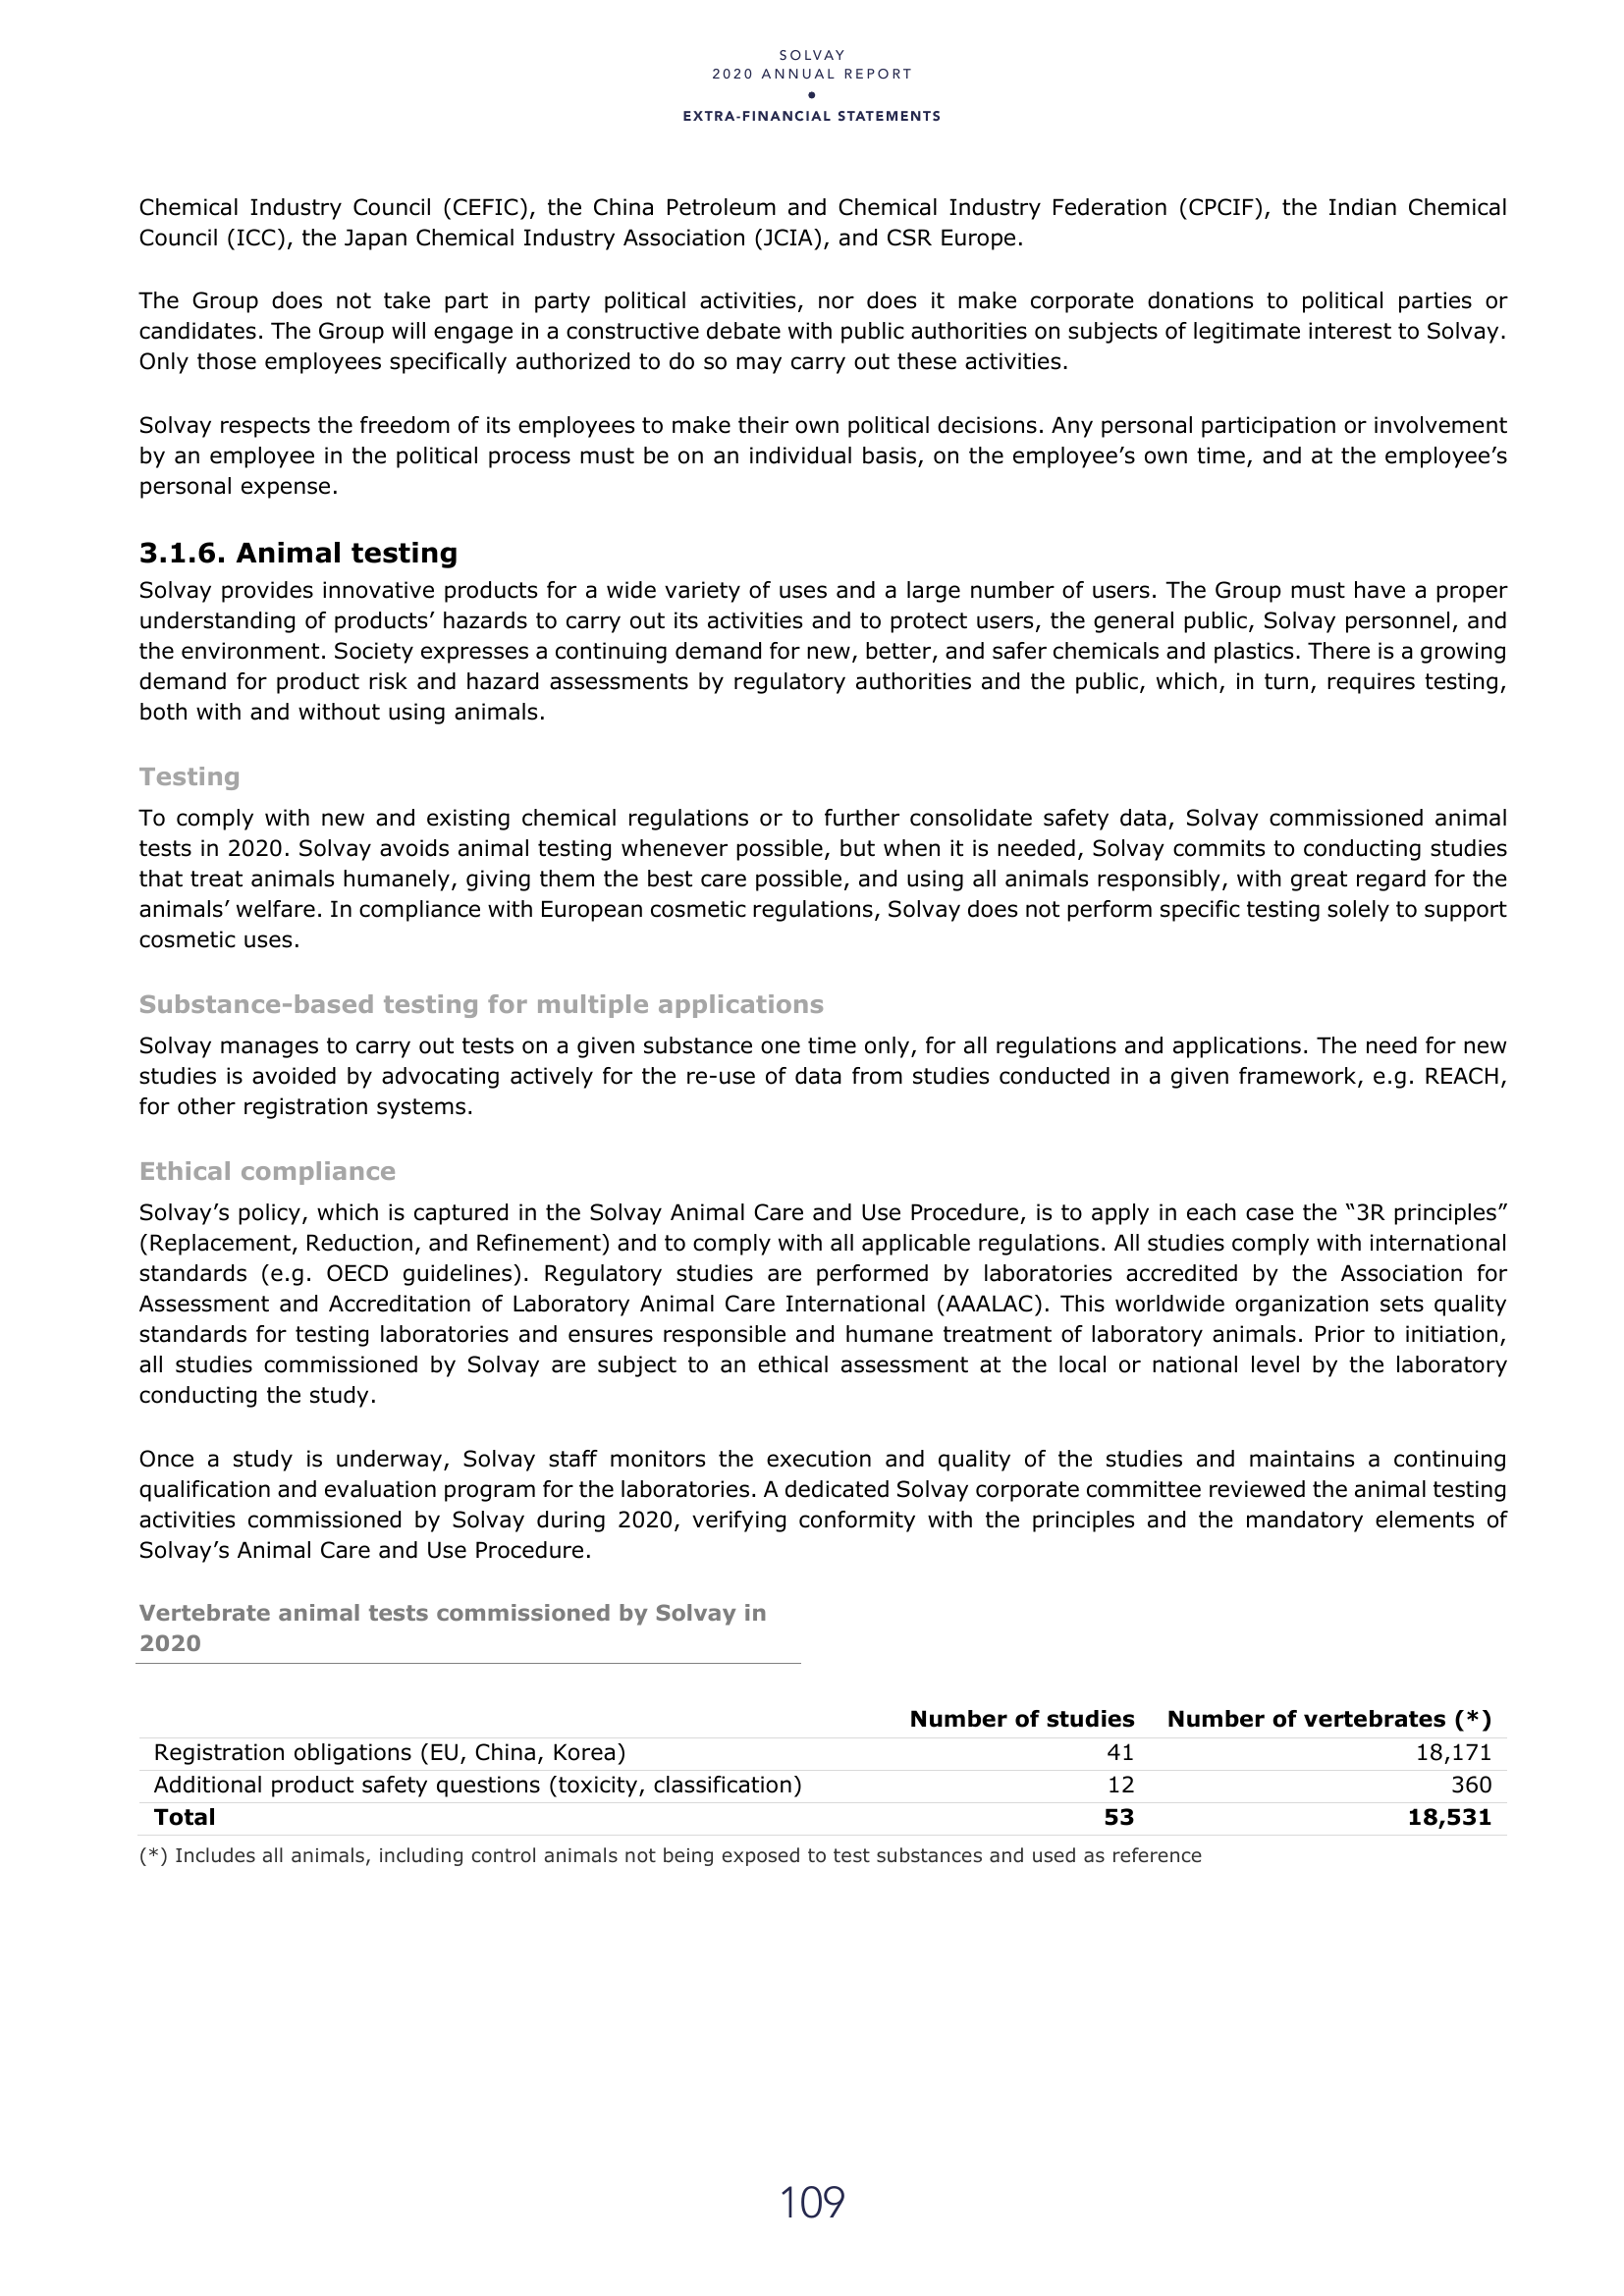 SOLVAY
2020 ANNUAL REPORT
•
EXTRA-FINANCIAL STATEMENTS
Chemical Industry Council (CEFIC), the China Petroleum and Chemical Industry Federation (CPCIF), the Indian Chemical
Council (ICC), the Japan Chemical Industry Association (JCIA), and CSR Europe.
The Group does not take part in party political activities, nor does it make corporate donations to political parties or
candidates. The Group will engage in a constructive debate with public authorities on subjects of legitimate interest to Solvay.
Only those employees specifically authorized to do so may carry out these activities.
Solvay respects the freedom of its employees to make their own political decisions. Any personal participation or involvement
by an employee in the political process must be on an individual basis, on the employee’s own time, and at the employee’s
personal expense.
3.1.6. Animal testing
Solvay provides innovative products for a wide variety of uses and a large number of users. The Group must have a proper
understanding of products’ hazards to carry out its activities and to protect users, the general public, Solvay personnel, and
the environment. Society expresses a continuing demand for new, better, and safer chemicals and plastics. There is a growing
demand for product risk and hazard assessments by regulatory authorities and the public, which, in turn, requires testing,
both with and without using animals.
Testing
To comply with new and existing chemical regulations or to further consolidate safety data, Solvay commissioned animal
tests in 2020. Solvay avoids animal testing whenever possible, but when it is needed, Solvay commits to conducting studies
that treat animals humanely, giving them the best care possible, and using all animals responsibly, with great regard for the
animals’ welfare. In compliance with European cosmetic regulations, Solvay does not perform specific testing solely to support
cosmetic uses.
Substance-based testing for multiple applications
Solvay manages to carry out tests on a given substance one time only, for all regulations and applications. The need for new
studies is avoided by advocating actively for the re-use of data from studies conducted in a given framework, e.g. REACH,
for other registration systems.
Ethical compliance
Solvay’s policy, which is captured in the Solvay Animal Care and Use Procedure, is to apply in each case the “3R principles”
(Replacement, Reduction, and Refinement) and to comply with all applicable regulations. All studies comply with international
standards (e.g. OECD guidelines). Regulatory studies are performed by laboratories accredited by the Association for
Assessment and Accreditation of Laboratory Animal Care International (AAALAC). This worldwide organization sets quality
standards for testing laboratories and ensures responsible and humane treatment of laboratory animals. Prior to initiation,
all studies commissioned by Solvay are subject to an ethical assessment at the local or national level by the laboratory
conducting the study.
Once a study is underway, Solvay staff monitors the execution and quality of the studies and maintains a continuing
qualification and evaluation program for the laboratories. A dedicated Solvay corporate committee reviewed the animal testing
activities commissioned by Solvay during 2020, verifying conformity with the principles and the mandatory elements of
Solvay’s Animal Care and Use Procedure.
Vertebrate animal tests commissioned by Solvay in
2020
Number of studies Number of vertebrates (*)
Registration obligations (EU, China, Korea) 41 18,171
Additional product safety questions (toxicity, classification) 12 360
Total 53 18,531
(*) Includes all animals, including control animals not being exposed to test substances and used as reference
109